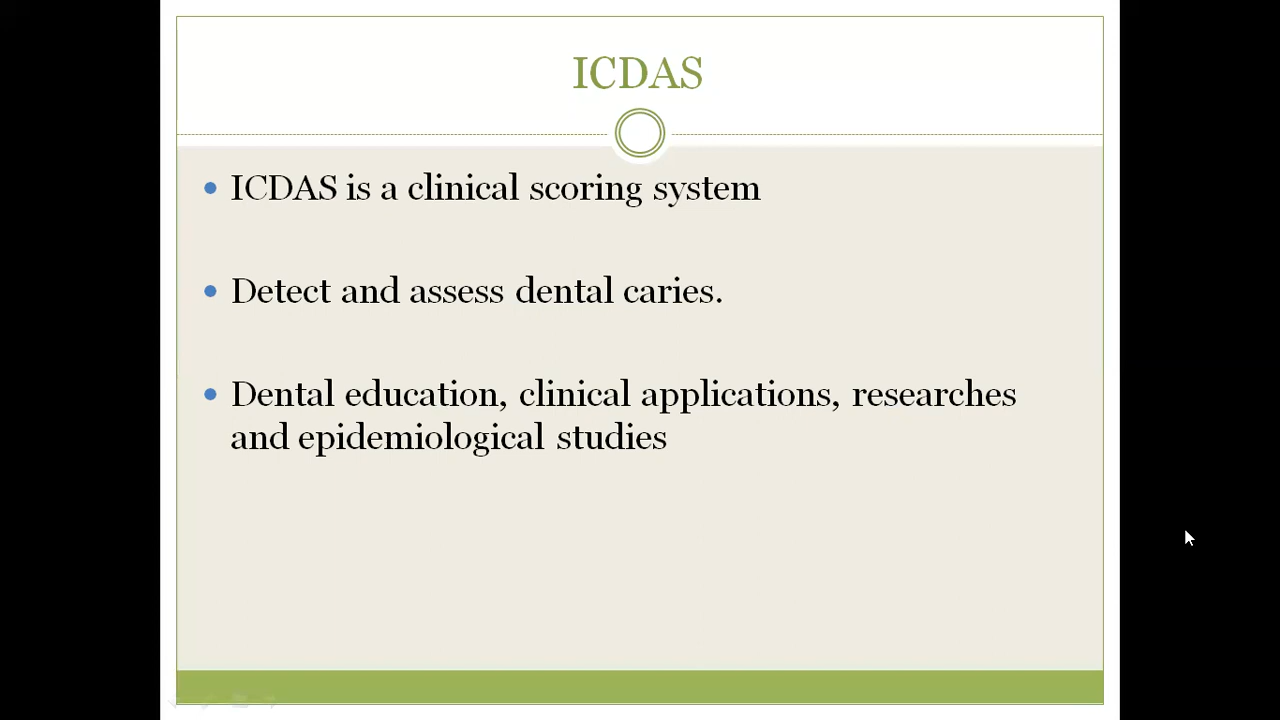 ICDAS
ICDAS is a clinical scoring system
Detect and assess dental caries.
Dental education, clinical applications, researches
and epidemiological studies